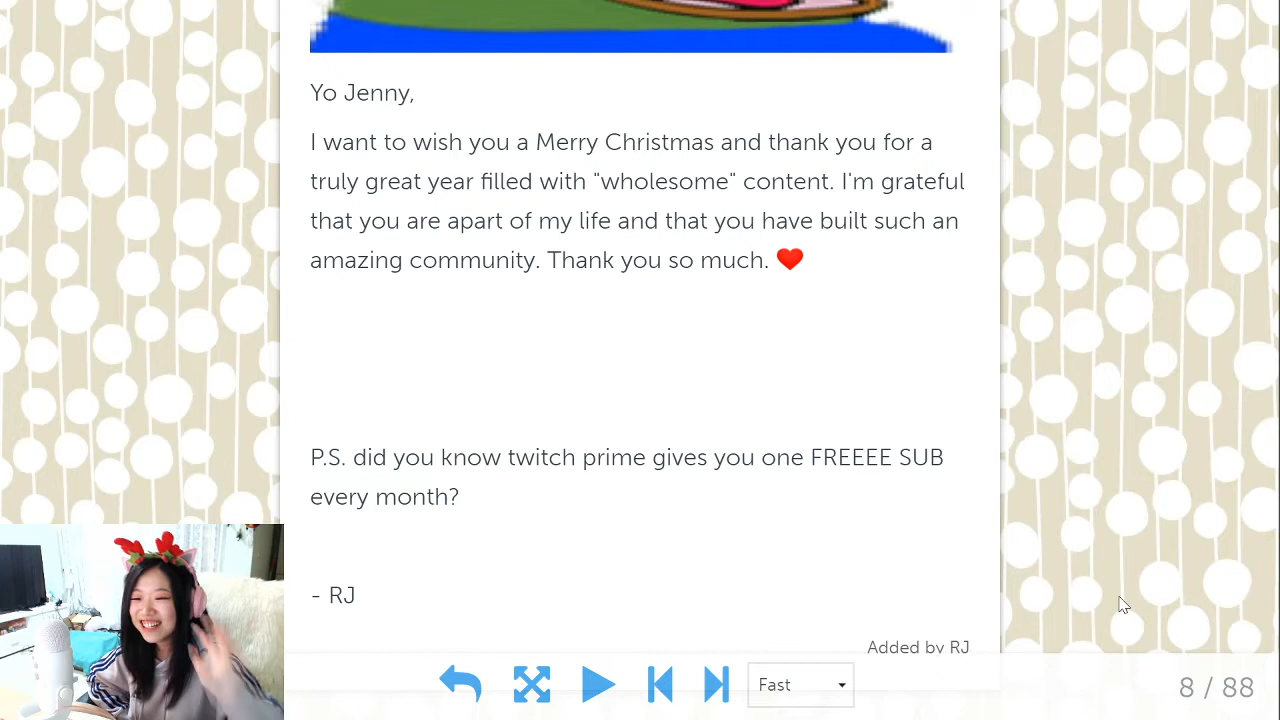 Yo Jenny,
I want to wish you a Merry Christmas and thank you for a
truly great year filled with "wholesome" content. I'm grateful
that you are apart of my life and that you have built such an
amazing community. Thank you so much. ❤️
P.S. did you know twitch prime gives you one FREEEE SUB
every month?
- RJ
Added by RJ
Fast
8 / 88